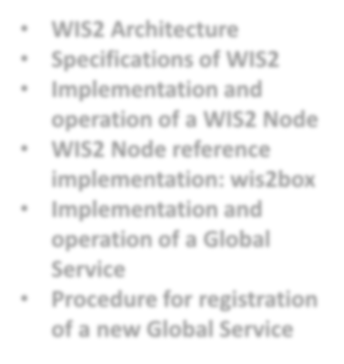 • WIS2 Architecture
• Specifications of WIS2
• Implementation and
operation of a WIS2 Node
• WIS2 Node reference
implementation: wis2box
• Implementation and
operation of a Global
Service
• Procedure for registration
of a new Global Service